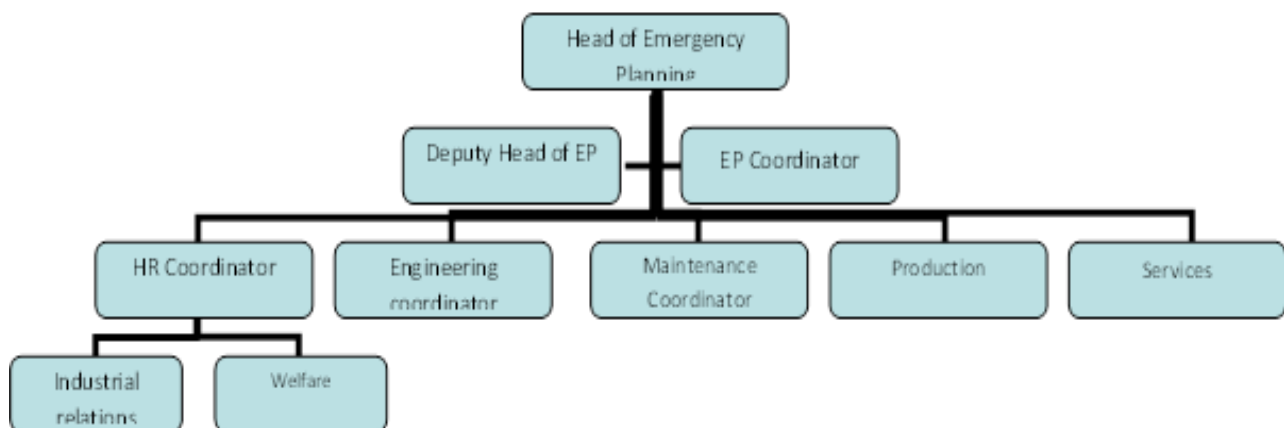 Head of Emergency
Planning
Deputy Head of EP
EP Coordinator
HR Coordinator
Engineering
coordinator
Maintenance
Coordinator
Production
Services
Industrial
relations
Welfare